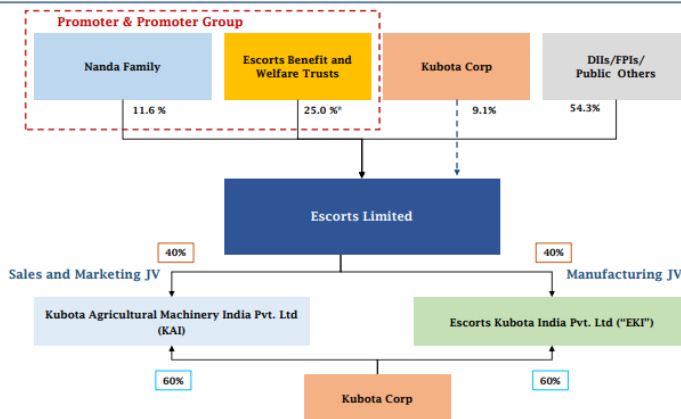 Promoter & Promoter Group
Nanda Family
Escorts Benefit and
Welfare Trusts
Kubota Corp
DIIs/FPIs/
Public Others
11.6 %
25.0 %*
9.1%
54.3%
Escorts Limited
40%
40%
Sales and Marketing JV
Manufacturing JV
Kubota Agricultural Machinery India Pvt. Ltd
(KAI)
Escorts Kubota India Pvt. Ltd (“EKI”)
60%
60%
Kubota Corp